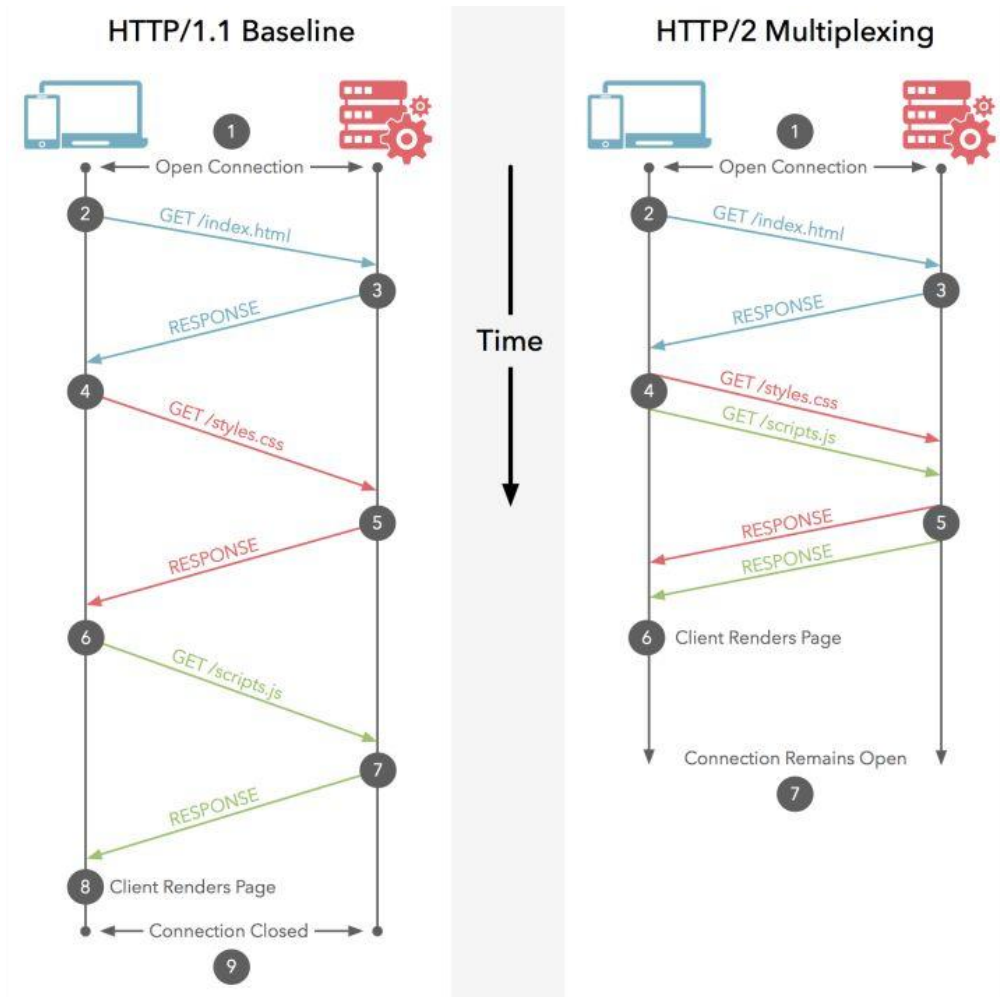 HTTP/1.1 Baseline
1
Open Connection
2
GET /index.html
3
RESPONSE
4
GET /styles.css
5
RESPONSE
6
GET /scripts.js
7
RESPONSE
8 Client Renders Page
Connection Closed
9
Time
HTTP/2 Multiplexing
1
Open Connection
2
GET /index.html
3
RESPONSE
4
GET /styles.css
GET /scripts.js
5
RESPONSE
RESPONSE
6 Client Renders Page
Connection Remains Open
7